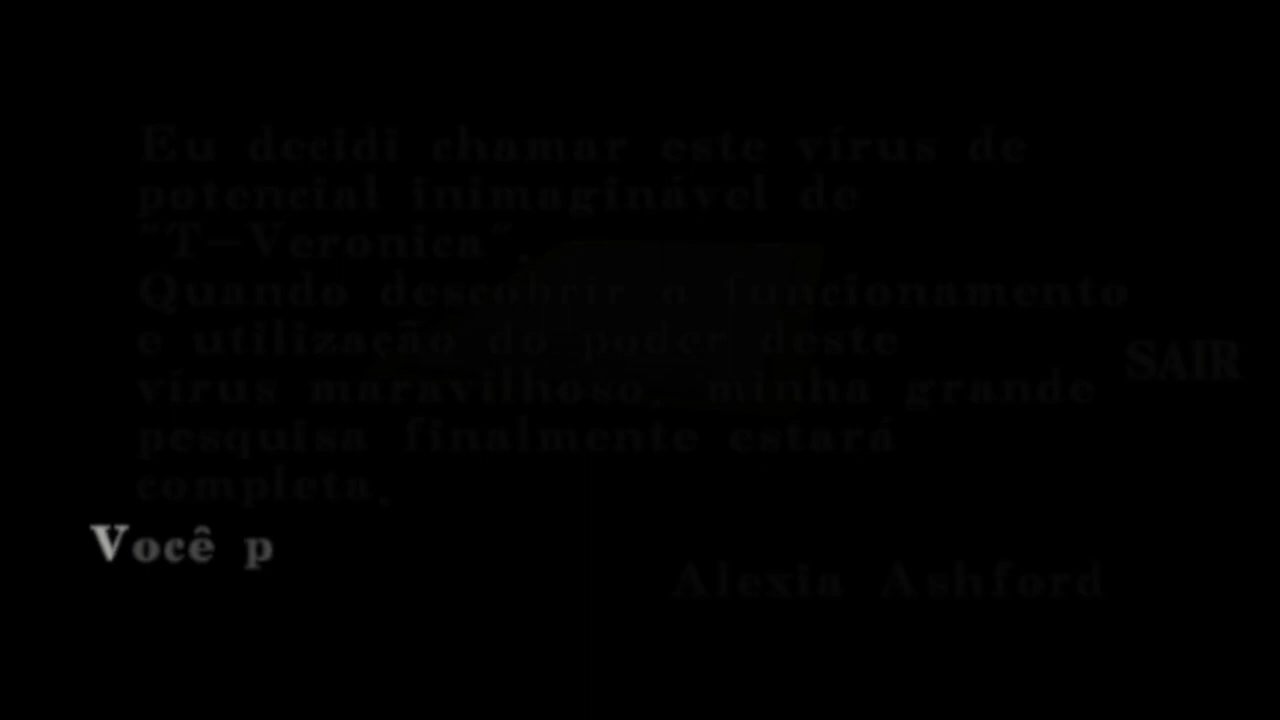 Eu decidi chamar este vírus de
potencial inimaginável de
"T-Veronica".
Quando descobrir o funcionamento
e utilização do poder deste
vírus maravilhoso, minha grande
pesquisa finalmente estará
completa.
SAIR
Você p
Alexia Ashford